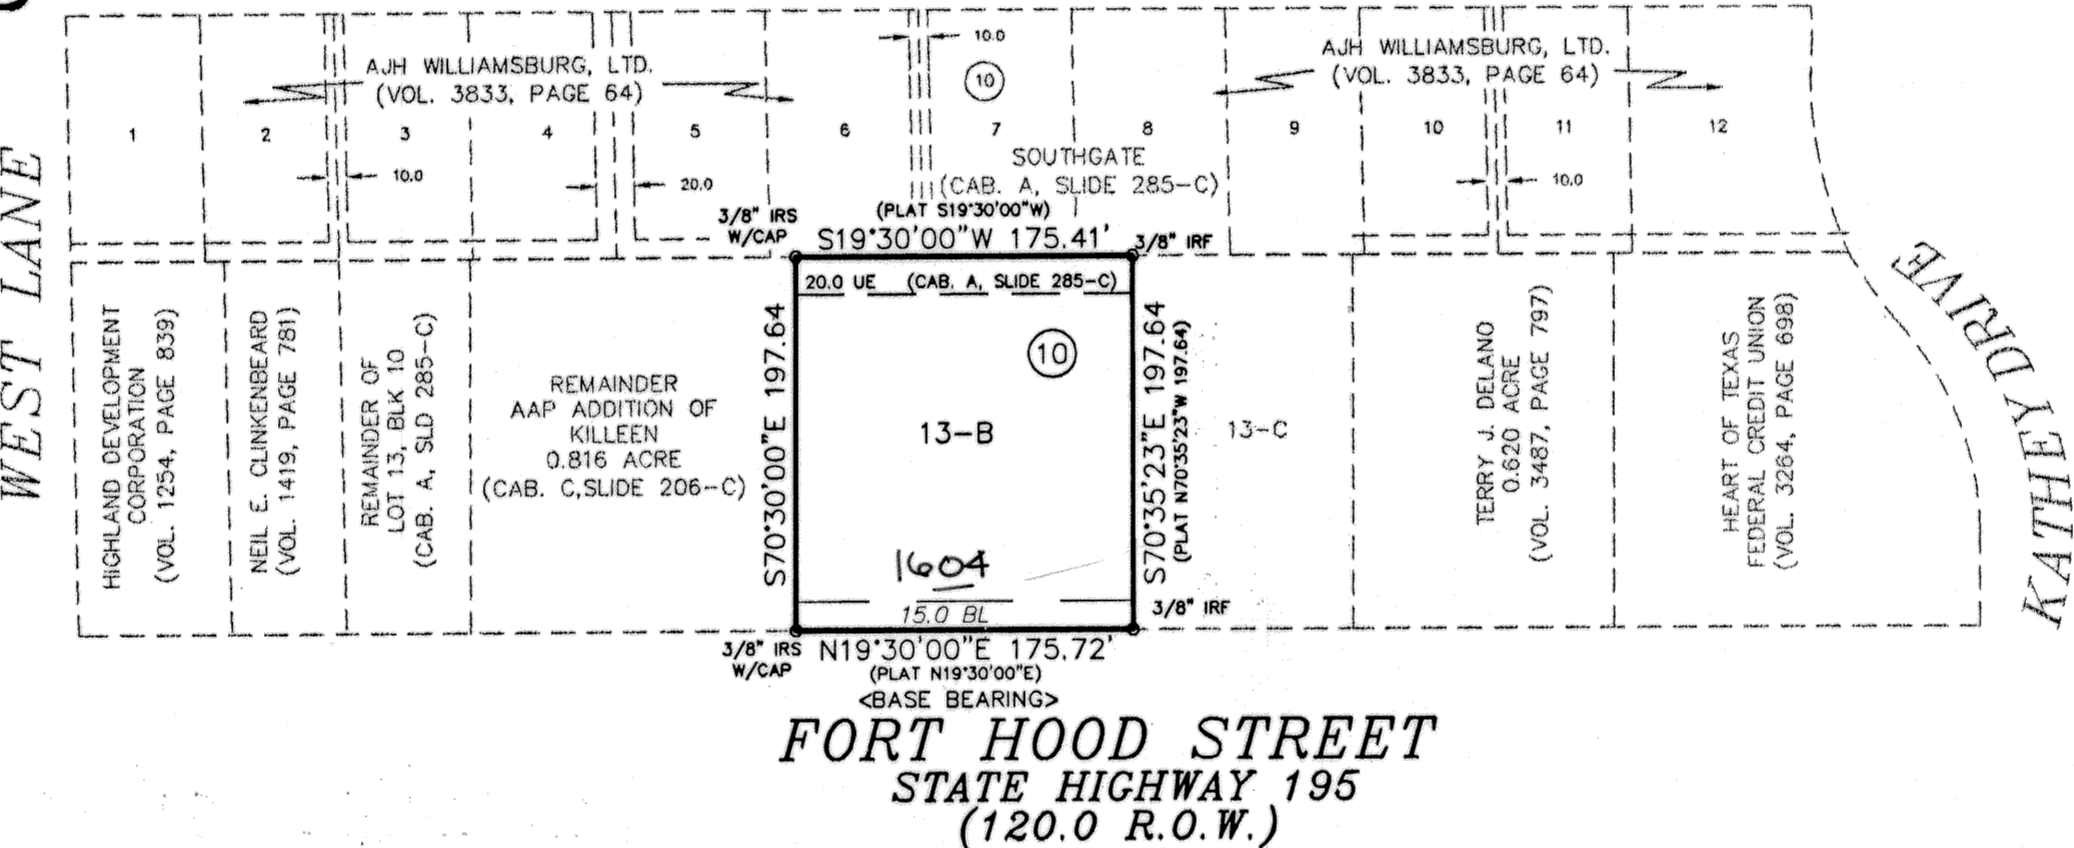 10.0
AJH WILLIAMSBURG, LTD.
(VOL. 3833, PAGE 64)
10
AJH WILLIAMSBURG, LTD.
(VOL. 3833, PAGE 64)
1
2
3
4
5
6
7
8
9
10
11
12
10.0
20.0
10.0
SOUTHGATE
(CAB. A, SLIDE 285-C)
WEST LANE
3/8" IRS
W/CAP
(PLAT S19°30'00"W)
S19°30'00"W 175.41'
3/8" IRF
20.0 UE (CAB. A, SLIDE 285-C)
HIGHLAND DEVELOPMENT
CORPORATION
(VOL. 1254, PAGE 839)
NEIL E. CLINKENBEARD
(VOL. 1419, PAGE 781)
REMAINDER OF
LOT 13, BLK 10
(CAB. A, SLD 285-C)
REMAINDER
AAP ADDITION OF
KILLEEN
0.816 ACRE
(CAB. C,SLIDE 206-C)
S70°30'00"E 197.64
10
13-B
1604
15.0 BL
S70°35'23"E 197.64
(PLAT N70°35'23"W 197.64)
13-C
TERRY J. DELANO
0.620 ACRE
(VOL. 3487, PAGE 797)
HEART OF TEXAS
FEDERAL CREDIT UNION
(VOL. 3264, PAGE 698)
KATHEY DRIVE
3/8" IRF
3/8" IRS
W/CAP
N19°30'00"E 175.72'
(PLAT N19°30'00"E)
<BASE BEARING>
FORT HOOD STREET
STATE HIGHWAY 195
(120.0 R.O.W.)